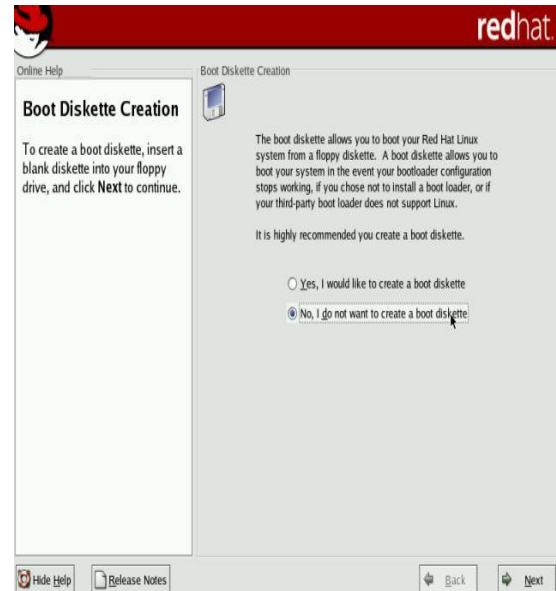 redhat.
Online Help
Boot Diskette Creation
To create a boot diskette, insert a
blank diskette into your floppy
drive, and click Next to continue.
Boot Diskette Creation
The boot diskette allows you to boot your Red Hat Linux
system from a floppy diskette. A boot diskette allows you to
boot your system in the event your bootloader configuration
stops working, if you chose not to install a boot loader, or if
your third-party boot loader does not support Linux.
It is highly recommended you create a boot diskette.
Yes, I would like to create a boot diskette
No, I do not want to create a boot diskette
Hide Help
Release Notes
Back
Next